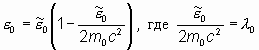 ε₀ = ε̃₀(1 − ε̃₀/2m₀c²), где ε̃₀/2m₀c² = λ₀